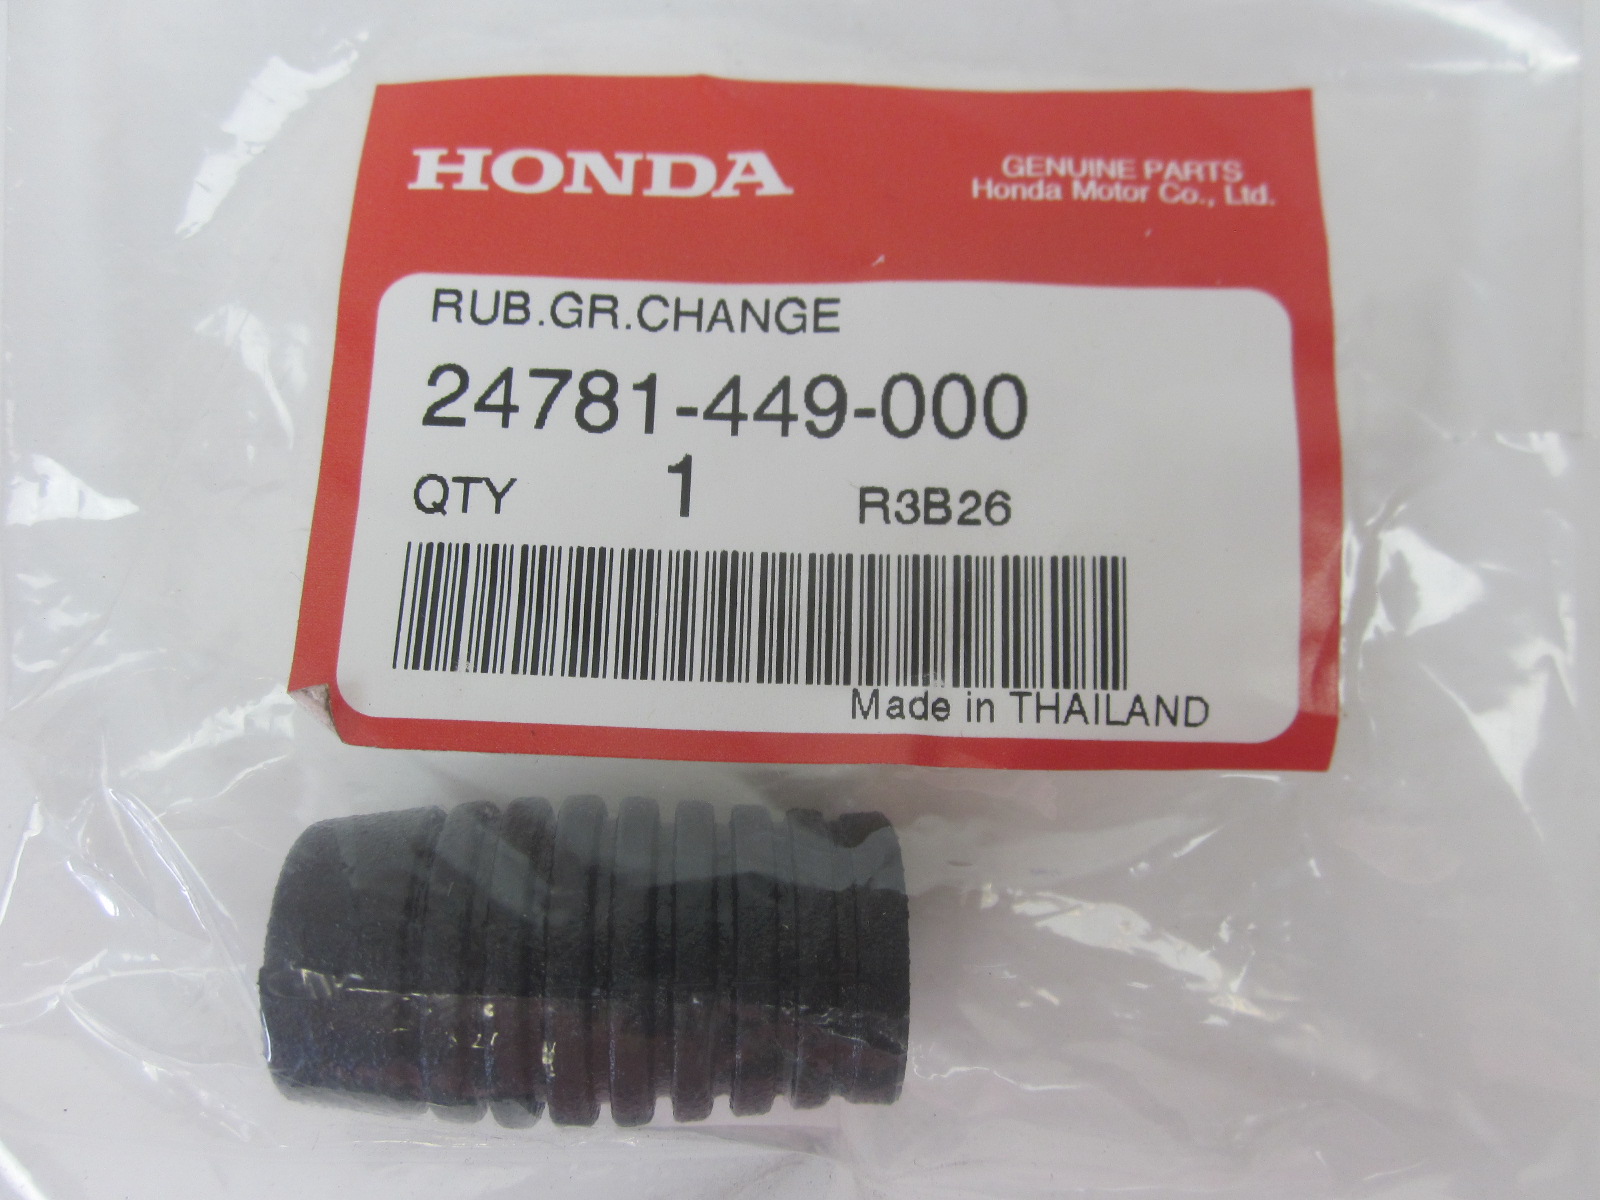 HONDA
GENUINE PARTS
Honda Motor Co., Ltd.
RUB.GR.CHANGE
24781-449-000
QTY 1 R3B26
Made in THAILAND